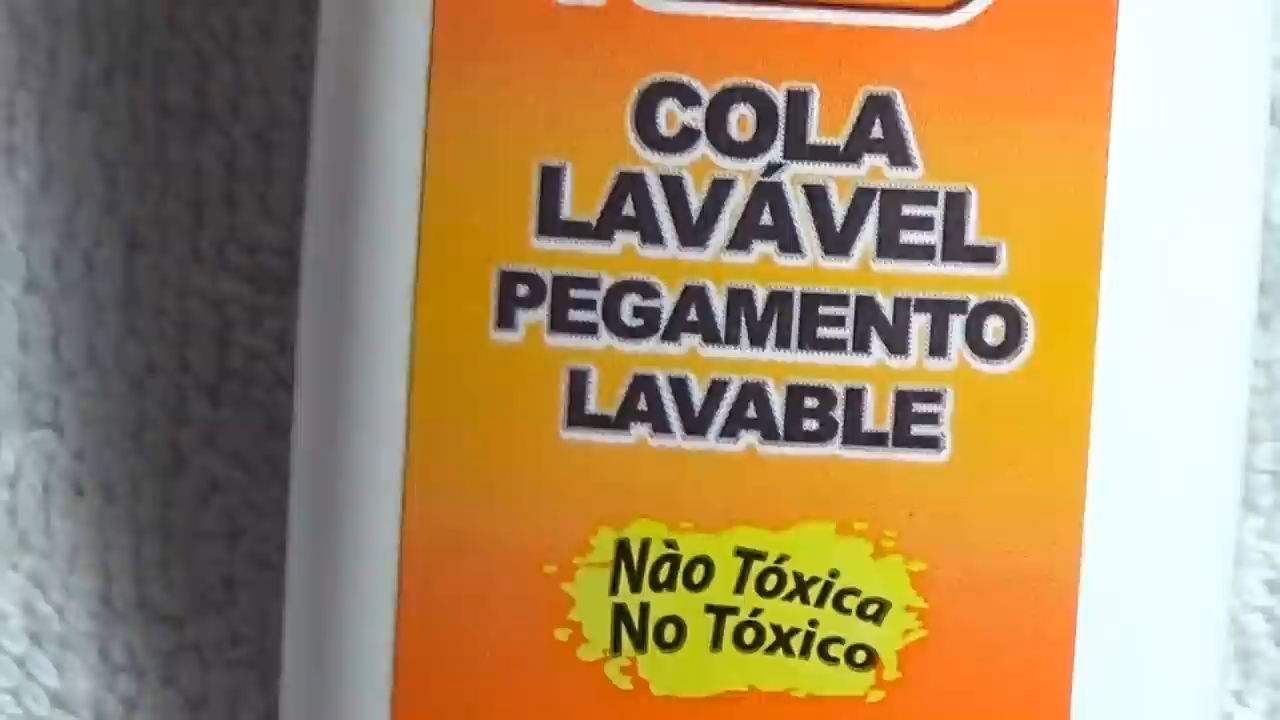 COLA
LAVÁVEL
PEGAMENTO
LAVABLE
Nào Tóxica
No Tóxico